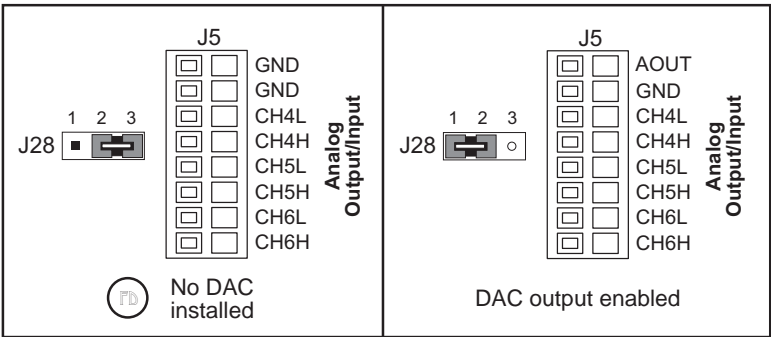 J5
GND
GND
CH4L
CH4H
CH5L
CH5H
CH6L
CH6H
Analog
Output/Input
1 2 3
J28
FD
No DAC
installed
J5
AOUT
GND
CH4L
CH4H
CH5L
CH5H
CH6L
CH6H
Analog
Output/Input
1 2 3
J28
DAC output enabled